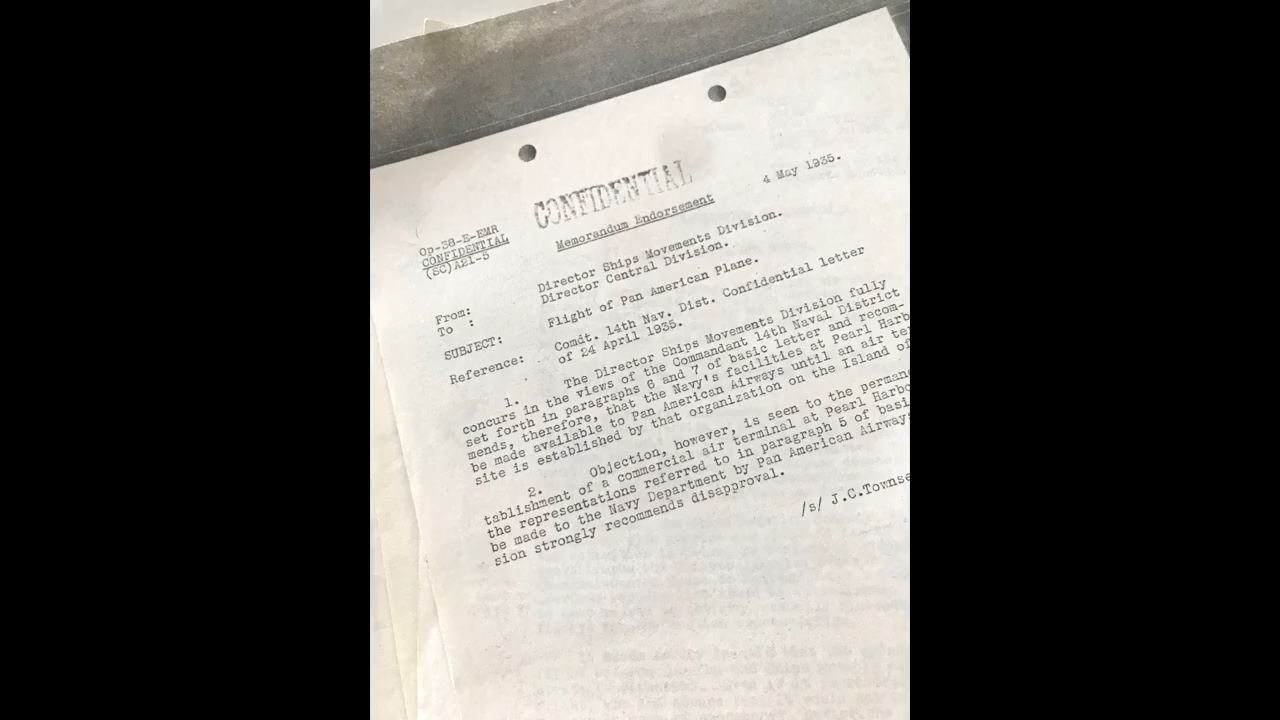 CONFIDENTIAL
4 May 1935.
Memorandum Endorsement
Op-38-E-EMR
CONFIDENTIAL
(SC)A21-5
From: Director Ships Movements Division.
To : Director Central Division.
SUBJECT: Flight of Pan American Plane.
Reference: Comdt. 14th Nav. Dist. Confidential letter
of 24 April 1935.
1. The Director Ships Movements Division fully
concurs in the views of the Commandant 14th Naval District
set forth in paragraphs 6 and 7 of basic letter and recom-
mends, therefore, that the Navy's facilities at Pearl Harb
be made available to Pan American Airways until an air te
site is established by that organization on the Island of
2. Objection, however, is seen to the permane
tablishment of a commercial air terminal at Pearl Harbo
the representations referred to in paragraph 5 of basi
be made to the Navy Department by Pan American Airways
sion strongly recommends disapproval.
/s/ J.C.Townse